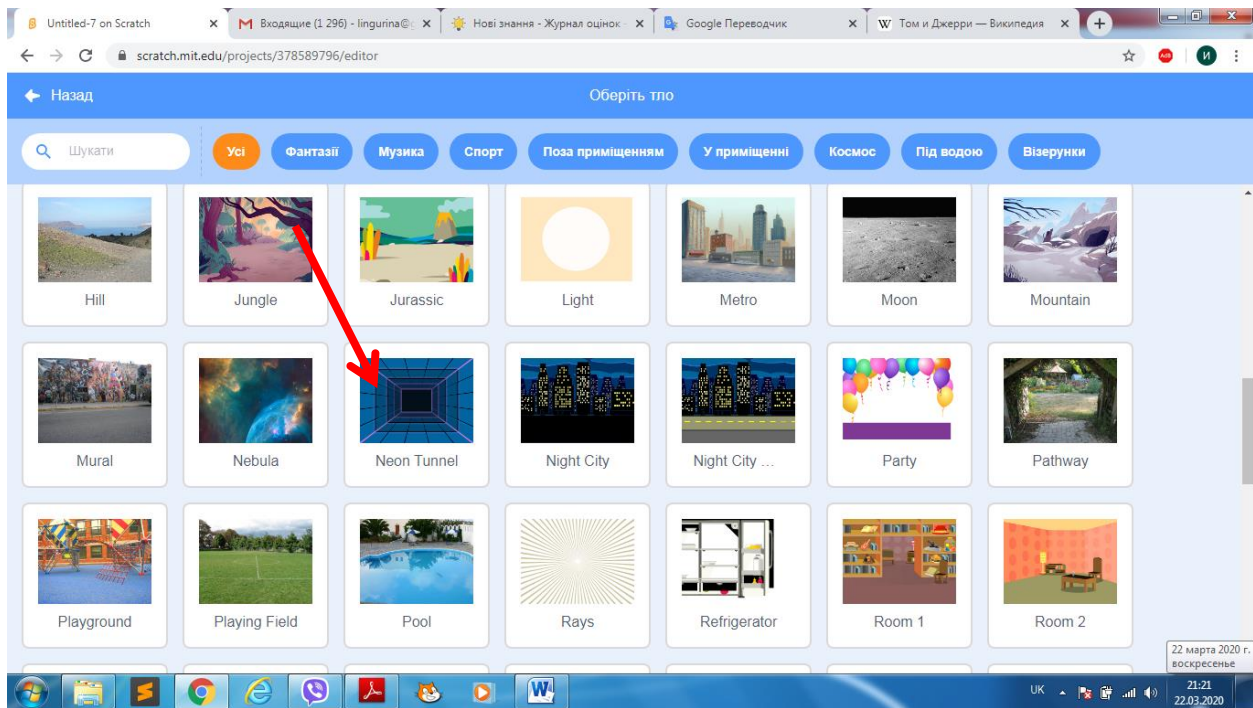 Untitled-7 on Scratch
Входящие (1 296) - lingurina@
Нові знання - Журнал оцінок
Google Переводчик
Том и Джерри — Википедия
scratch.mit.edu/projects/378589796/editor
И
Назад
Оберіть тло
Шукати
Усі
Фантазії
Музика
Спорт
Поза приміщенням
У приміщенні
Космос
Під водою
Візерунки
Hill
Jungle
Jurassic
Light
Metro
Moon
Mountain
Mural
Nebula
Neon Tunnel
Night City
Night City ...
Party
Pathway
Playground
Playing Field
Pool
Rays
Refrigerator
Room 1
Room 2
22 марта 2020 г.
воскресенье
UK
21:21
22.03.2020